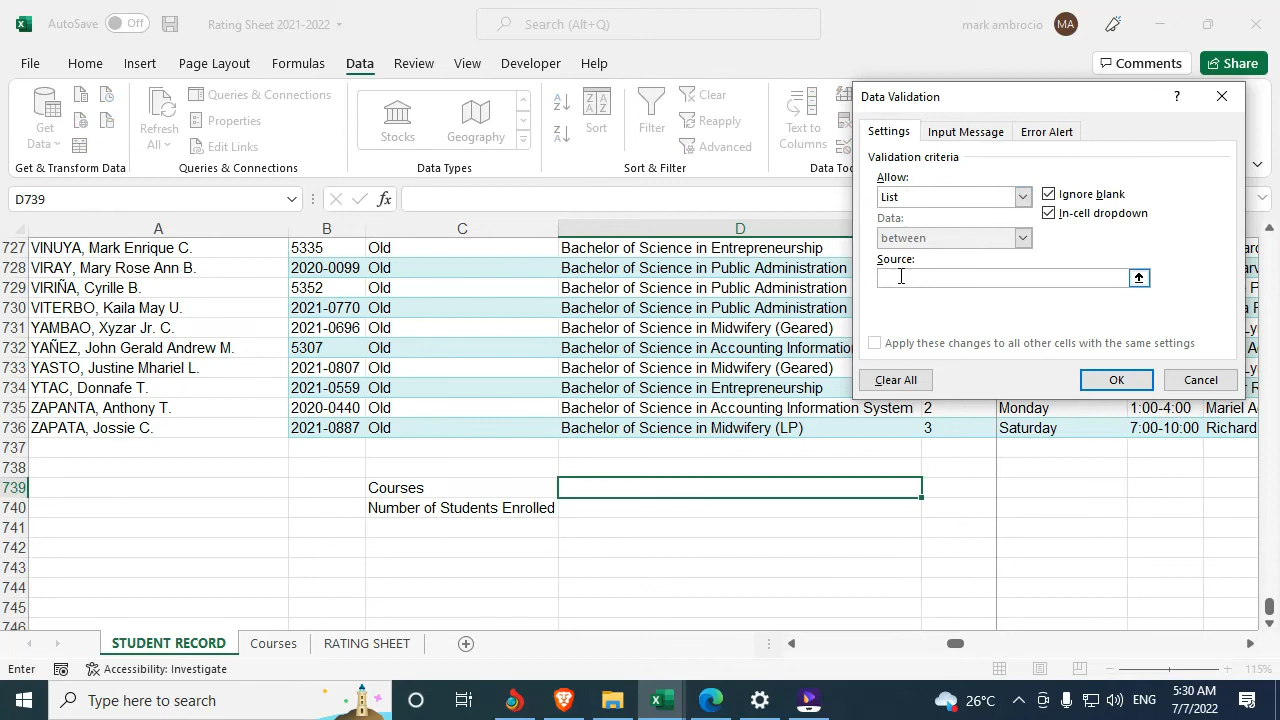 AutoSave Off Rating Sheet 2021-2022 Search (Alt+Q) mark ambrocio MA
File Home Insert Draw Page Layout Formulas Data Review View Developer Help Comments Share
Get Data Refresh All Queries & Connections Properties Edit Links Stocks Geography Sort Filter Clear Reapply Advanced Text to Columns
Get & Transform Data Queries & Connections Data Types Sort & Filter Data Too
D739 fx
A B C D
727 VINUYA, Mark Enrique C. 5335 Old Bachelor of Science in Entrepreneurship
728 VIRAY, Mary Rose Ann B. 2020-0099 Old Bachelor of Science in Public Administration
729 VIRIÑA, Cyrille B. 5352 Old Bachelor of Science in Public Administration
730 VITERBO, Kaila May U. 2021-0770 Old Bachelor of Science in Public Administration
731 YAMBAO, Xyzar Jr. C. 2021-0696 Old Bachelor of Science in Midwifery (Geared)
732 YAÑEZ, John Gerald Andrew M. 5307 Old Bachelor of Science in Accounting Information
733 YASTO, Justine Mhariel L. 2021-0807 Old Bachelor of Science in Midwifery (Geared)
734 YTAC, Donnafe T. 2021-0559 Old Bachelor of Science in Entrepreneurship
735 ZAPANTA, Anthony T. 2020-0440 Old Bachelor of Science in Accounting Information System 2 Monday 1:00-4:00 Mariel A
736 ZAPATA, Jossie C. 2021-0887 Old Bachelor of Science in Midwifery (LP) 3 Saturday 7:00-10:00 Richard
737
738
739 Courses
740 Number of Students Enrolled
741
742
743
744
745
746
Data Validation ?
Settings Input Message Error Alert
Validation criteria
Allow:
List Ignore blank
In-cell dropdown
Data:
between
Source:
Apply these changes to all other cells with the same settings
Clear All OK Cancel
STUDENT RECORD Courses RATING SHEET
Enter Accessibility: Investigate 115%
Type here to search 26°C ENG 5:30 AM
7/7/2022